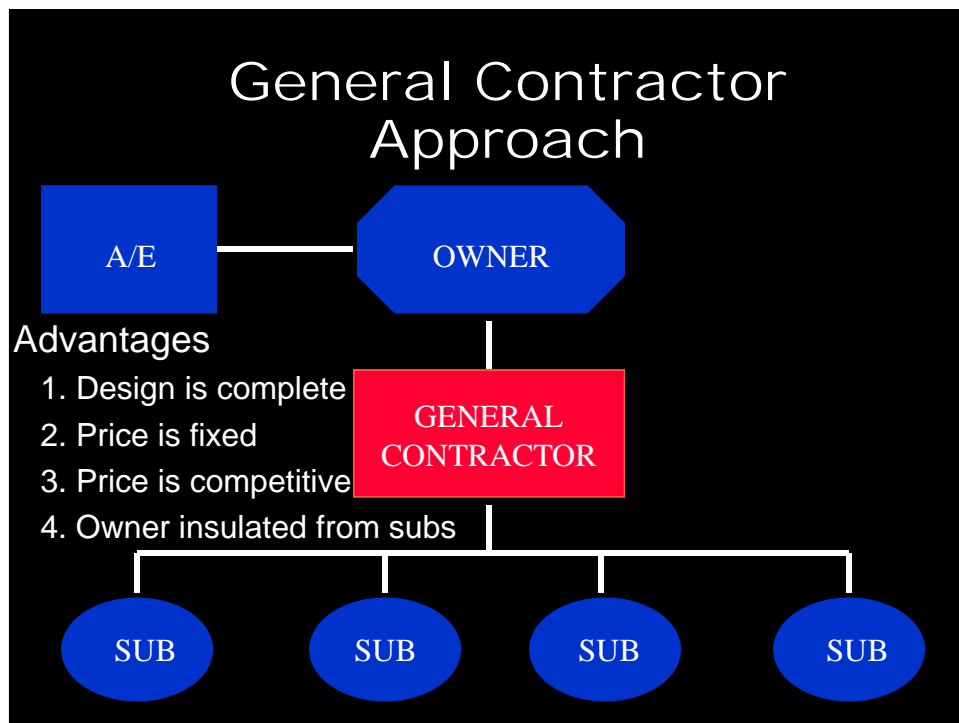 General Contractor
Approach
A/E
OWNER
Advantages
1. Design is complete
2. Price is fixed
3. Price is competitive
4. Owner insulated from subs
GENERAL
CONTRACTOR
SUB
SUB
SUB
SUB